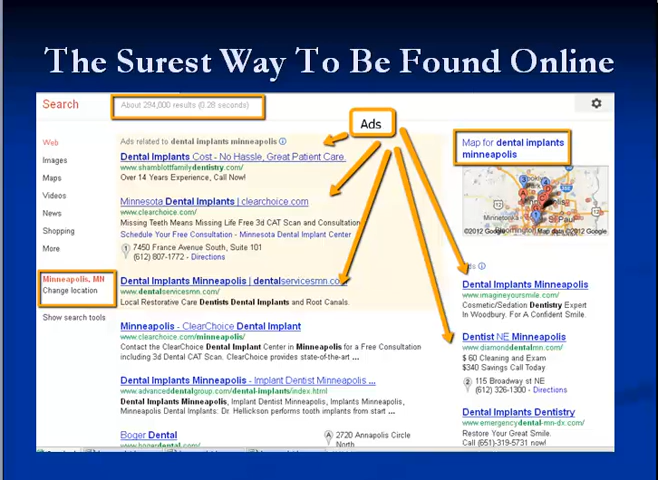 The Surest Way To Be Found Online
Search
About 294,000 results (0.28 seconds)
Ads
Web
Images
Maps
Videos
News
Shopping
More
Minneapolis, MN
Change location
Show search tools
Ads related to dental implants minneapolis
Dental Implants Cost - No Hassle, Great Patient Care.
www.shamblottfamilydentistry.com/
Over 14 Years Experience, Call Now!
Minnesota Dental Implants | clearchoice.com
www.clearchoice.com/
Missing Teeth Means Missing Life Free 3d CAT Scan and Consultation
Schedule Your Free Consultation - Minnesota Dental Implant Center
1 7450 France Avenue South, Suite 101
(612) 807-1772 - Directions
Dental Implants Minneapolis | dentalservicesmn.com
www.dentalservicesmn.com/
Local Restorative Care Dentists Dental Implants and Root Canals.
Minneapolis - ClearChoice Dental Implant
www.clearchoice.com/minneapolis/
Contact the ClearChoice Dental Implant Center in Minneapolis for a Free Consultation
including 3d Dental CAT Scan. ClearChoice provides state-of-the-art ...
Dental Implants Minneapolis - Implant Dentist Minneapolis ...
www.advanceddentalgroup.com/dental-implants/index.html
Dental Implants Minneapolis, Implant Dentist Minneapolis, Implants Minneapolis,
Minneapolis Dental Implants: Dr. Hellickson performs tooth implants from start ...
Boger Dental
www.bogerdental.com/
A 2720 Annapolis Circle
North
Map for dental implants
minneapolis
Minnetonka
St Paul
©2012 Google Map data ©2012 Google
Ads
Dental Implants Minneapolis
www.imagineyoursmile.com/
Cosmetic/Sedation Dentistry Expert
In Woodbury. For A Confident Smile.
Dentist NE Minneapolis
www.diamonddentalmn.com/
$ 60 Cleaning and Exam
$340 Savings Call Today
2 115 Broadway st NE
(612) 326-1300 - Directions
Dental Implants Dentistry
www.emergencydental-mn-dx.com/
Restore Your Great Smile.
Call (651)-319-5731 now!